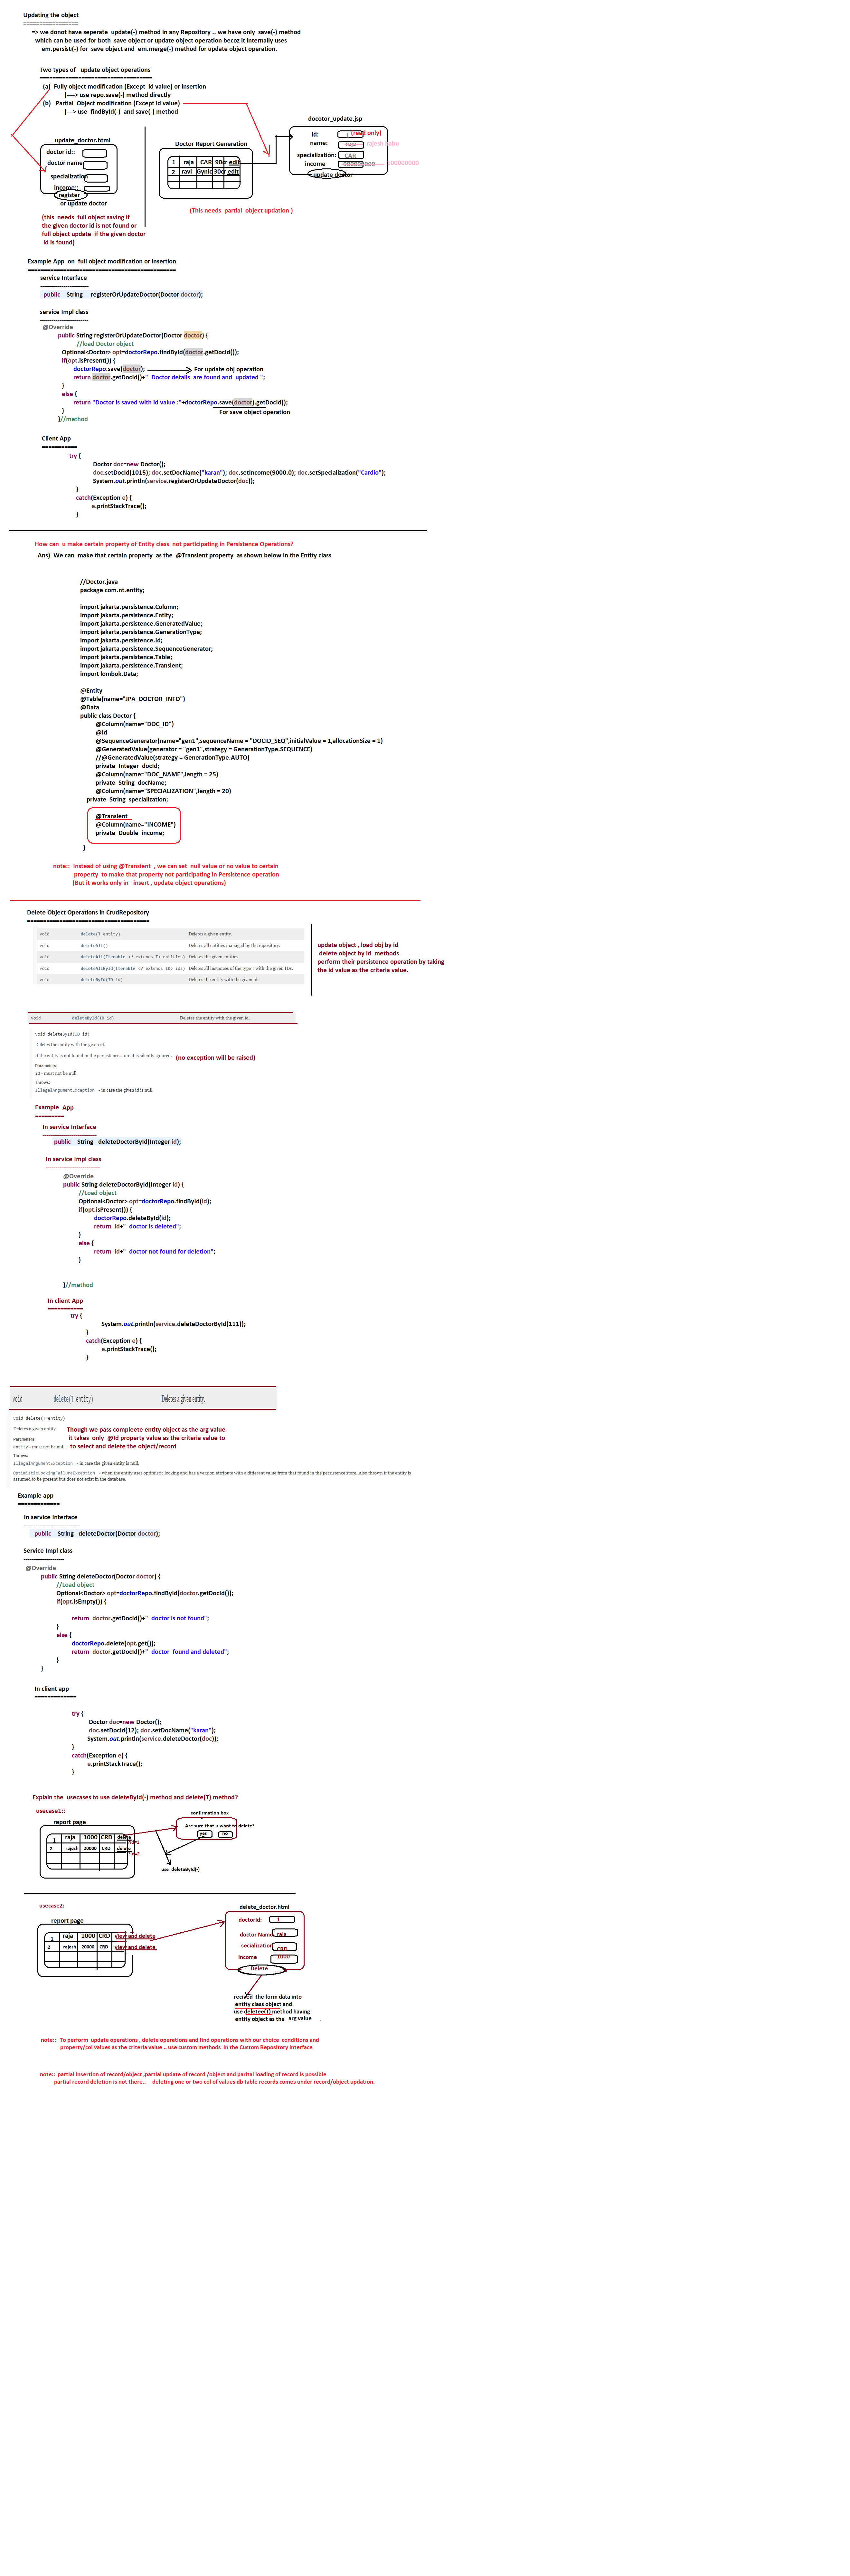 Updating the object
=================
=> we donot have seperate update(-) method in any Repository .. we have only save(-) method
which can be used for both save object or update object operation becoz it internally uses
em.persist(-) for save object and em.merge(-) method for update object operation.
Two types of update object operations
===================================
(a) Fully object modification (Except id value) or insertion
|----> use repo.save(-) method directly
(b) Partial Object modification (Except id value)
|---> use findById(-) and save(-) method
update_doctor.html
doctor id::
doctor name
specialization
income::
register
or update doctor
(this needs full object saving if
the given doctor id is not found or
full object update if the given doctor
id is found)
Doctor Report Generation
1 raja CAR 90cr edit
2 ravi Gynic 30cr edit
(This needs partial object updation )
docotor_update.jsp
id: 1 (read only)
name: raja rajesh babu
specialization: CAR
income
update doctor
Example App on full object modification or insertion
==============================================
service Interface
------------------------
public String registerOrUpdateDoctor(Doctor doctor);
service Impl class
------------------------
@Override
public String registerOrUpdateDoctor(Doctor doctor) {
//load Doctor object
Optional<Doctor> opt=doctorRepo.findById(doctor.getDocId());
if(opt.isPresent()) {
doctorRepo.save(doctor); For update obj operation
return doctor.getDocId()+" Doctor details are found and updated ";
}
else {
return "Doctor is saved with id value :"+doctorRepo.save(doctor).getDocId();
} For save object operation
}//method
Client App
===========
try {
Doctor doc=new Doctor();
doc.setDocId(1015); doc.setDocName("karan"); doc.setIncome(9000.0); doc.setSpecialization("Cardio");
System.out.println(service.registerOrUpdateDoctor(doc));
}
catch(Exception e) {
e.printStackTrace();
}
How can u make certain property of Entity class not participating in Persistence Operations?
Ans) We can make that certain property as the @Transient property as shown below in the Entity class
//Doctor.java
package com.nt.entity;
import jakarta.persistence.Column;
import jakarta.persistence.Entity;
import jakarta.persistence.GeneratedValue;
import jakarta.persistence.GenerationType;
import jakarta.persistence.Id;
import jakarta.persistence.SequenceGenerator;
import jakarta.persistence.Table;
import jakarta.persistence.Transient;
import lombok.Data;
@Entity
@Table(name="JPA_DOCTOR_INFO")
@Data
public class Doctor {
@Column(name="DOC_ID")
@Id
@SequenceGenerator(name="gen1",sequenceName = "DOCID_SEQ",initialValue = 1,allocationSize = 1)
@GeneratedValue(generator = "gen1",strategy = GenerationType.SEQUENCE)
//@GeneratedValue(strategy = GenerationType.AUTO)
private Integer docId;
@Column(name="DOC_NAME",length = 25)
private String docName;
@Column(name="SPECIALIZATION",length = 20)
private String specialization;
@Transient
@Column(name="INCOME")
private Double income;
}
note:: Instead of using @Transient , we can set null value or no value to certain
property to make that property not participating in Persistence operation
(But it works only in insert , update object operations)
Delete Object Operations in CrudRepository
======================================
void delete(T entity) Deletes a given entity.
void deleteAll() Deletes all entities managed by the repository.
void deleteAll(Iterable <? extends T> entities) Deletes the given entities.
void deleteAllById(Iterable <? extends ID> ids) Deletes all instances of the type T with the given IDs.
void deleteById(ID id) Deletes the entity with the given id.
update object , load obj by id
delete object by id methods
perform their persistence operation by taking
the id value as the criteria value.
void deleteById(ID id) Deletes the entity with the given id.
void deleteById(ID id)
Deletes the entity with the given id.
If the entity is not found in the persistence store it is silently ignored. (no exception will be raised)
Parameters:
id - must not be null.
Throws:
IllegalArgumentException - in case the given id is null
Example App
=========
In service Interface
---------------------------
public String deleteDoctorById(Integer id);
In service Impl class
---------------------------
@Override
public String deleteDoctorById(Integer id) {
//Load object
Optional<Doctor> opt=doctorRepo.findById(id);
if(opt.isPresent()) {
doctorRepo.deleteById(id);
return id+" doctor is deleted";
}
else {
return id+" doctor not found for deletion";
}
}//method
In client App
===========
try {
System.out.println(service.deleteDoctorById(111));
}
catch(Exception e) {
e.printStackTrace();
}
void delete(T entity) Deletes a given entity.
void delete(T entity)
Deletes a given entity. Though we pass compleete entity object as the arg value
Parameters: it takes only @Id property value as the criteria value to
entity - must not be null. to select and delete the object/record
Throws:
IllegalArgumentException - in case the given entity is null.
OptimisticLockingFailureException - when the entity uses optimistic locking and has a version attribute with a different value from that found in the persistence store. Also thrown if the entity is
assumed to be present but does not exist in the database.
Example app
=============
In service Interface
----------------------------
public String deleteDoctor(Doctor doctor);
Service Impl class
--------------------
@Override
public String deleteDoctor(Doctor doctor) {
//Load object
Optional<Doctor> opt=doctorRepo.findById(doctor.getDocId());
if(opt.isEmpty()) {
return doctor.getDocId()+" doctor is not found";
}
else {
doctorRepo.delete(opt.get());
return doctor.getDocId()+" doctor found and deleted";
}
}
In client app
=============
try {
Doctor doc=new Doctor();
doc.setDocId(12); doc.setDocName("karan");
System.out.println(service.deleteDoctor(doc));
}
catch(Exception e) {
e.printStackTrace();
}
Explain the usecases to use deleteById(-) method and delete(T) method?
usecase1::
report page
1 raja 1000 CRD delete
2 rajesh 20000 CRD delete
confirmation box
Are sure that u want to delete?
yes no
use deleteById(-)
usecase2:
report page
1 raja 1000 CRD view and delete
2 rajesh 20000 CRD view and delete
delete_doctor.html
doctorId: 1
doctor Name: raja
secialization CRD
income 1000
Delete
recived the form data into
entity class object and
use deletee(T) method having
entity object as the arg value
note:: To perform update operations , delete operations and find operations with our choice conditions and
property/col values as the criteria value .. use custom methods in the Custom Repository interface
note:: partial insertion of record/object ,partial update of record /object and parital loading of record is possible
partial record deletion is not there.. deleting one or two col of values db table records comes under record/object updation.